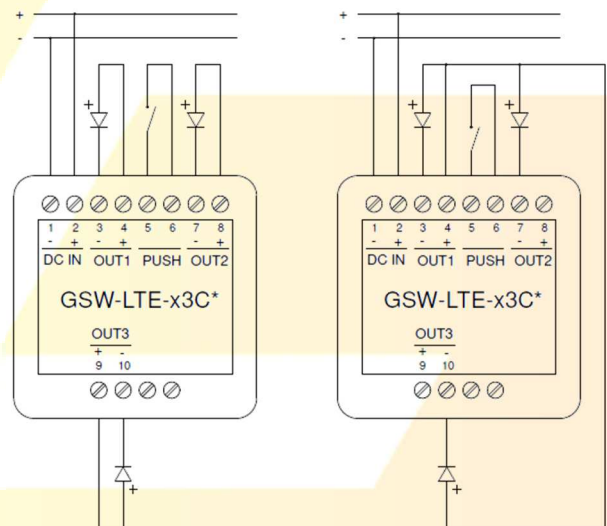 +
-
+
+
1 2 3 4 5 6 7 8
- + - + - +
DC IN OUT1 PUSH OUT2
GSW-LTE-x3C*
OUT3
+ -
9 10
+
+
-
+
+
1 2 3 4 5 6 7 8
- + - + - +
DC IN OUT1 PUSH OUT2
GSW-LTE-x3C*
OUT3
+ -
9 10
+